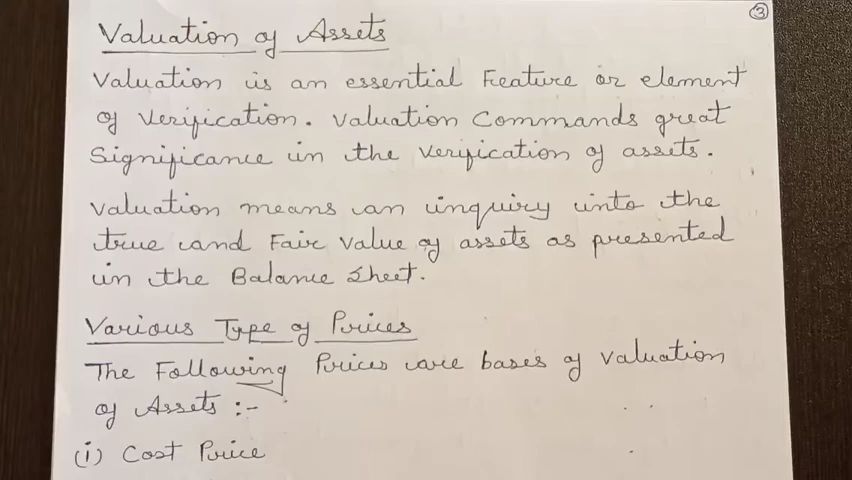 3
Valuation of Assets
Valuation is an essential Feature or element
of Verification. Valuation Commands great
Significance in the Verification of assets.
Valuation means an inquiry into the
true and Fair Value of assets as presented
in the Balance Sheet.
Various Type of Prices
The Following Prices are bases of Valuation
of Assets :-
(i) Cost Price